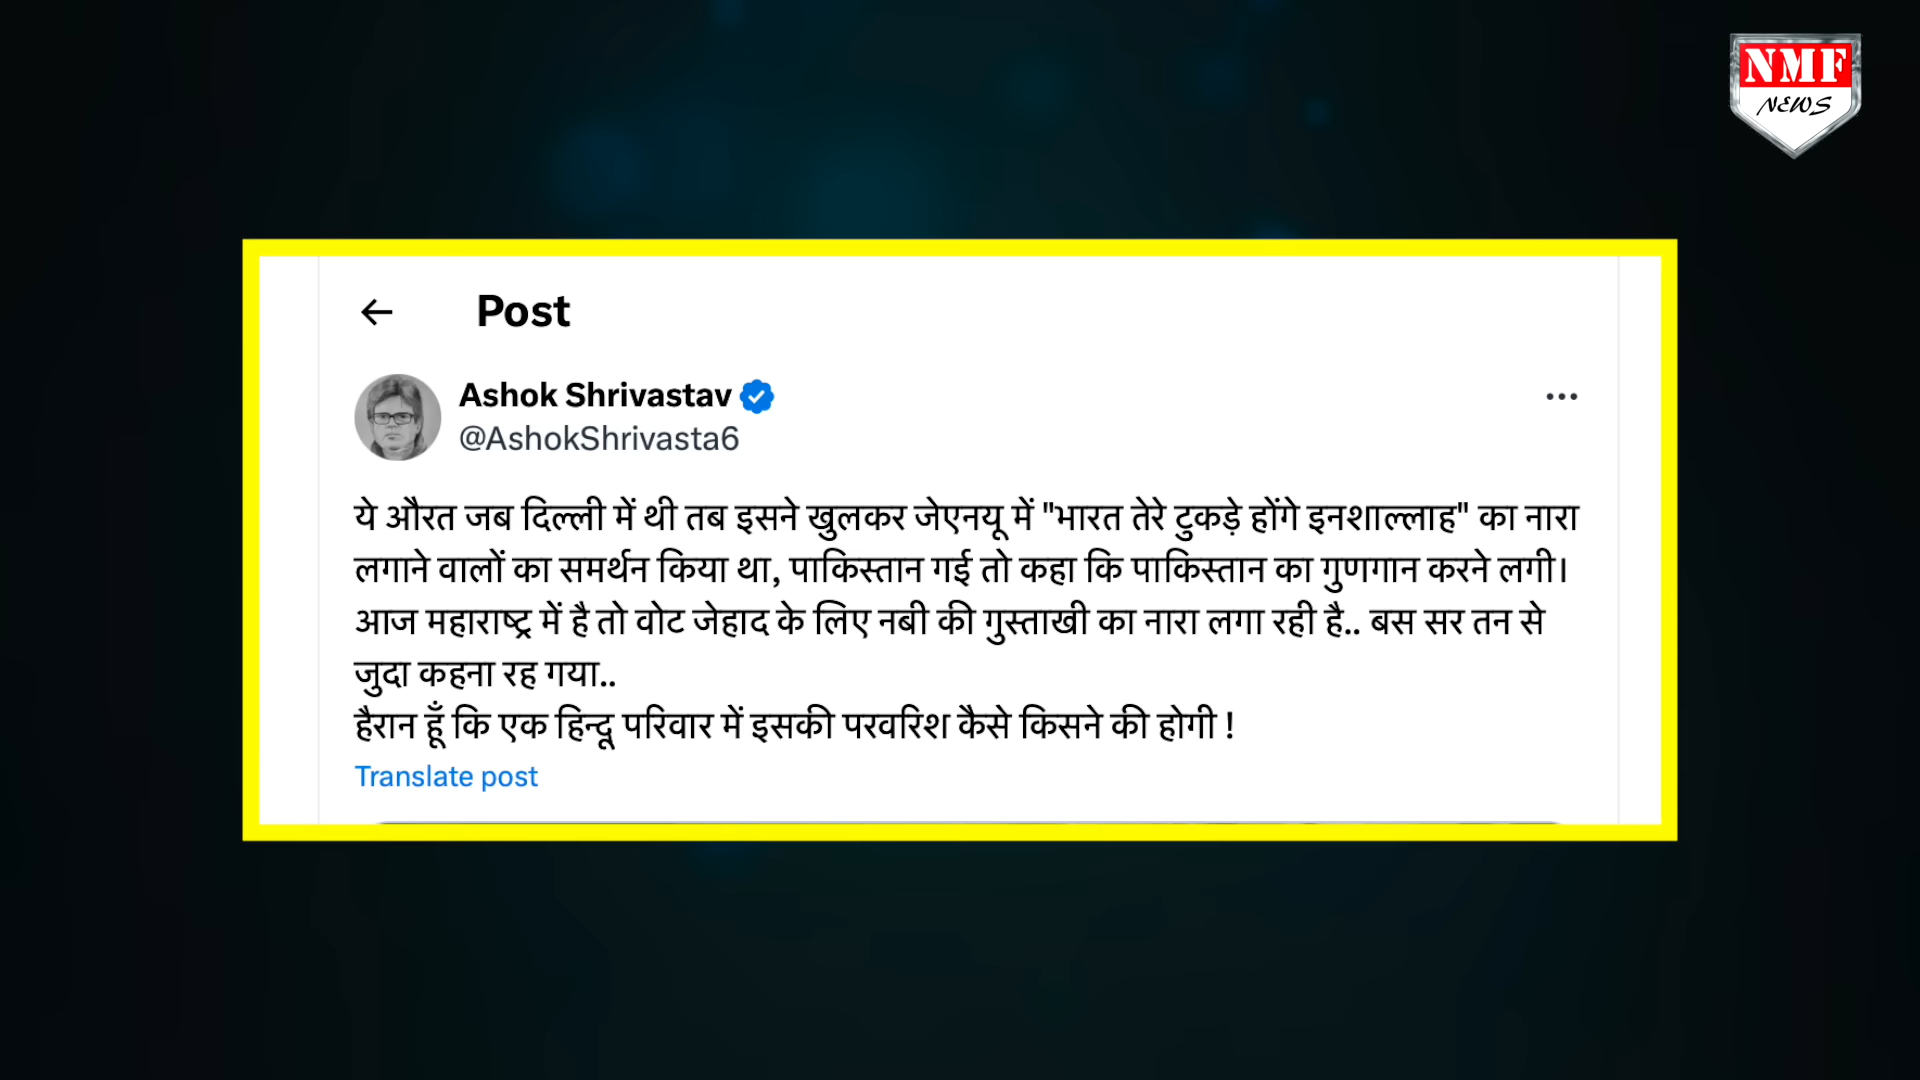 NMF
NEWS
Post
Ashok Shrivastav
@AshokShrivasta6
ये औरत जब दिल्ली में थी तब इसने खुलकर जेएनयू में "भारत तेरे टुकड़े होंगे इनशाल्लाह" का नारा
लगाने वालों का समर्थन किया था, पाकिस्तान गई तो कहा कि पाकिस्तान का गुणगान करने लगी।
आज महाराष्ट्र में है तो वोट जेहाद के लिए नबी की गुस्ताखी का नारा लगा रही है.. बस सर तन से
जुदा कहना रह गया..
हैरान हूँ कि एक हिन्दू परिवार में इसकी परवरिश कैसे किसने की होगी !
Translate post